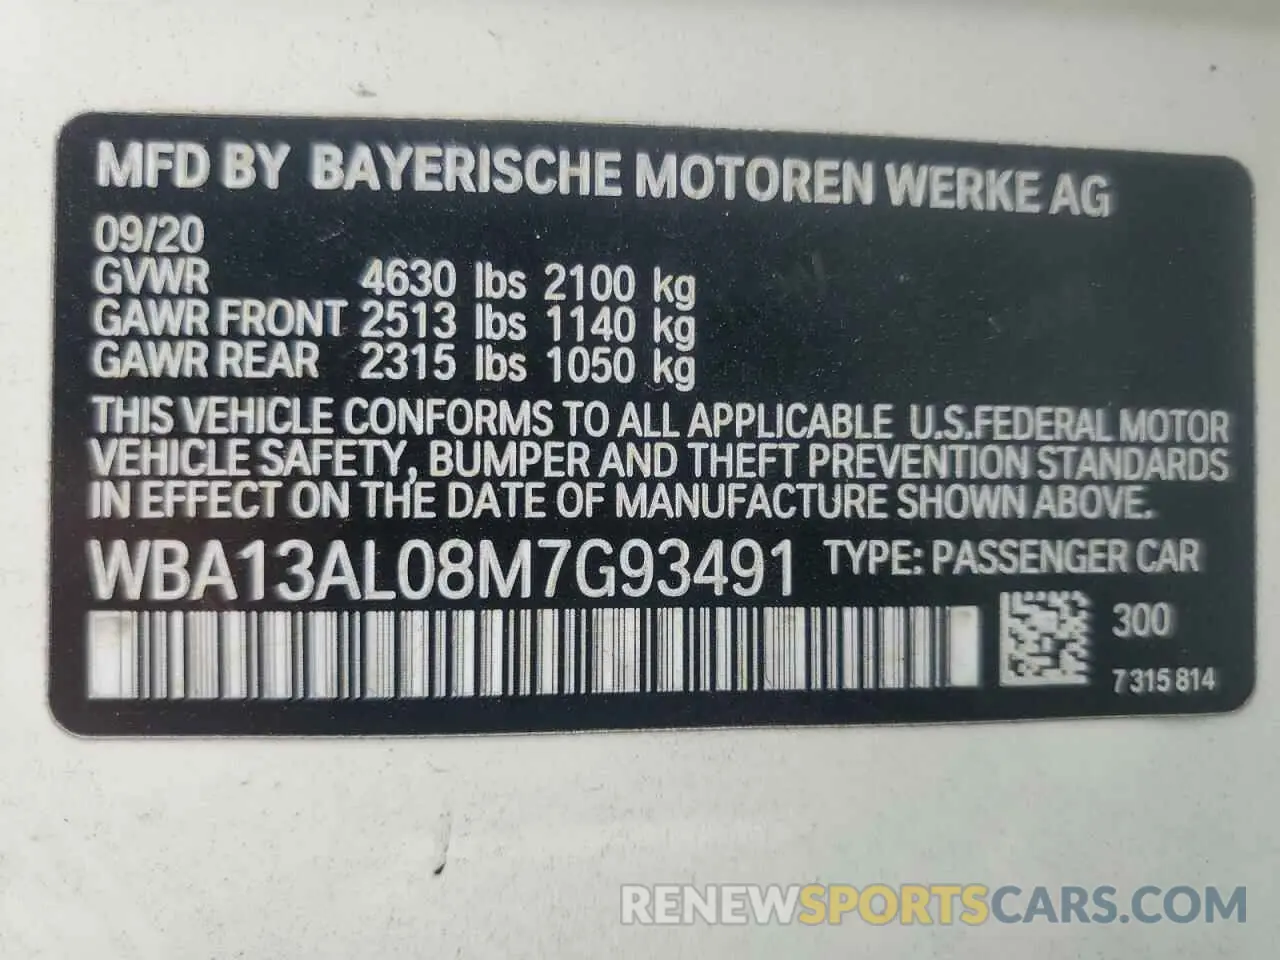 MFD BY BAYERISCHE MOTOREN WERKE AG
09/20
GVWR 4630 lbs 2100 kg
GAWR FRONT 2513 lbs 1140 kg
GAWR REAR 2315 lbs 1050 kg
THIS VEHICLE CONFORMS TO ALL APPLICABLE U.S.FEDERAL MOTOR
VEHICLE SAFETY, BUMPER AND THEFT PREVENTION STANDARDS
IN EFFECT ON THE DATE OF MANUFACTURE SHOWN ABOVE.
WBA13AL08M7G93491 TYPE: PASSENGER CAR
300
7 315 814
RENEWSPORTSCARS.COM